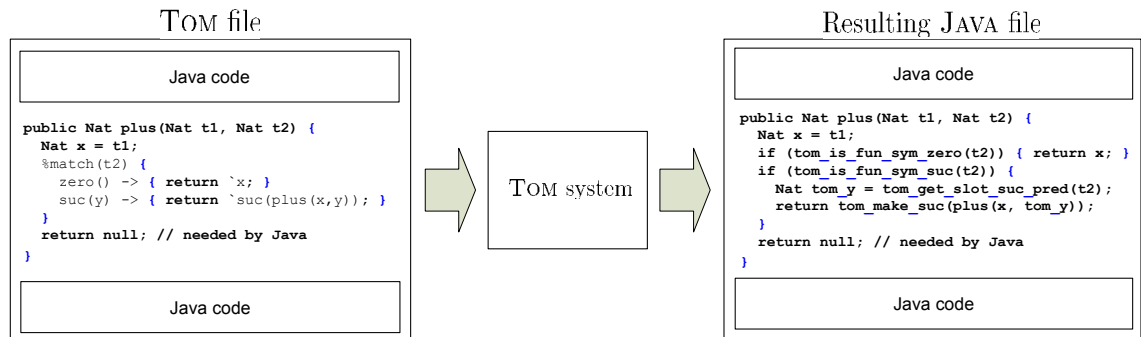 TOM file
Java code
public Nat plus(Nat t1, Nat t2) {
Nat x = t1;
%match(t2) {
zero() -> { return `x; }
suc(y) -> { return `suc(plus(x,y)); }
}
return null; // needed by Java
}
Java code
TOM system
Resulting JAVA file
Java code
public Nat plus(Nat t1, Nat t2) {
Nat x = t1;
if (tom_is_fun_sym_zero(t2)) { return x; }
if (tom_is_fun_sym_suc(t2)) {
Nat tom_y = tom_get_slot_suc_pred(t2);
return tom_make_suc(plus(x, tom_y));
}
return null; // needed by Java
}
Java code